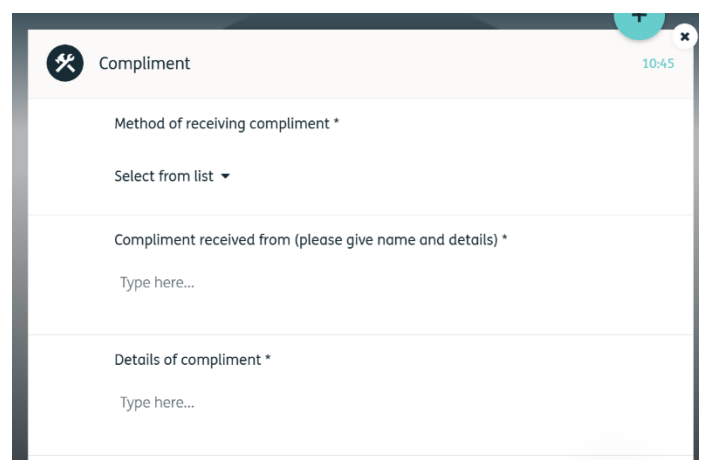 Compliment
10:45
Method of receiving compliment *
Select from list
Compliment received from (please give name and details) *
Type here...
Details of compliment *
Type here...